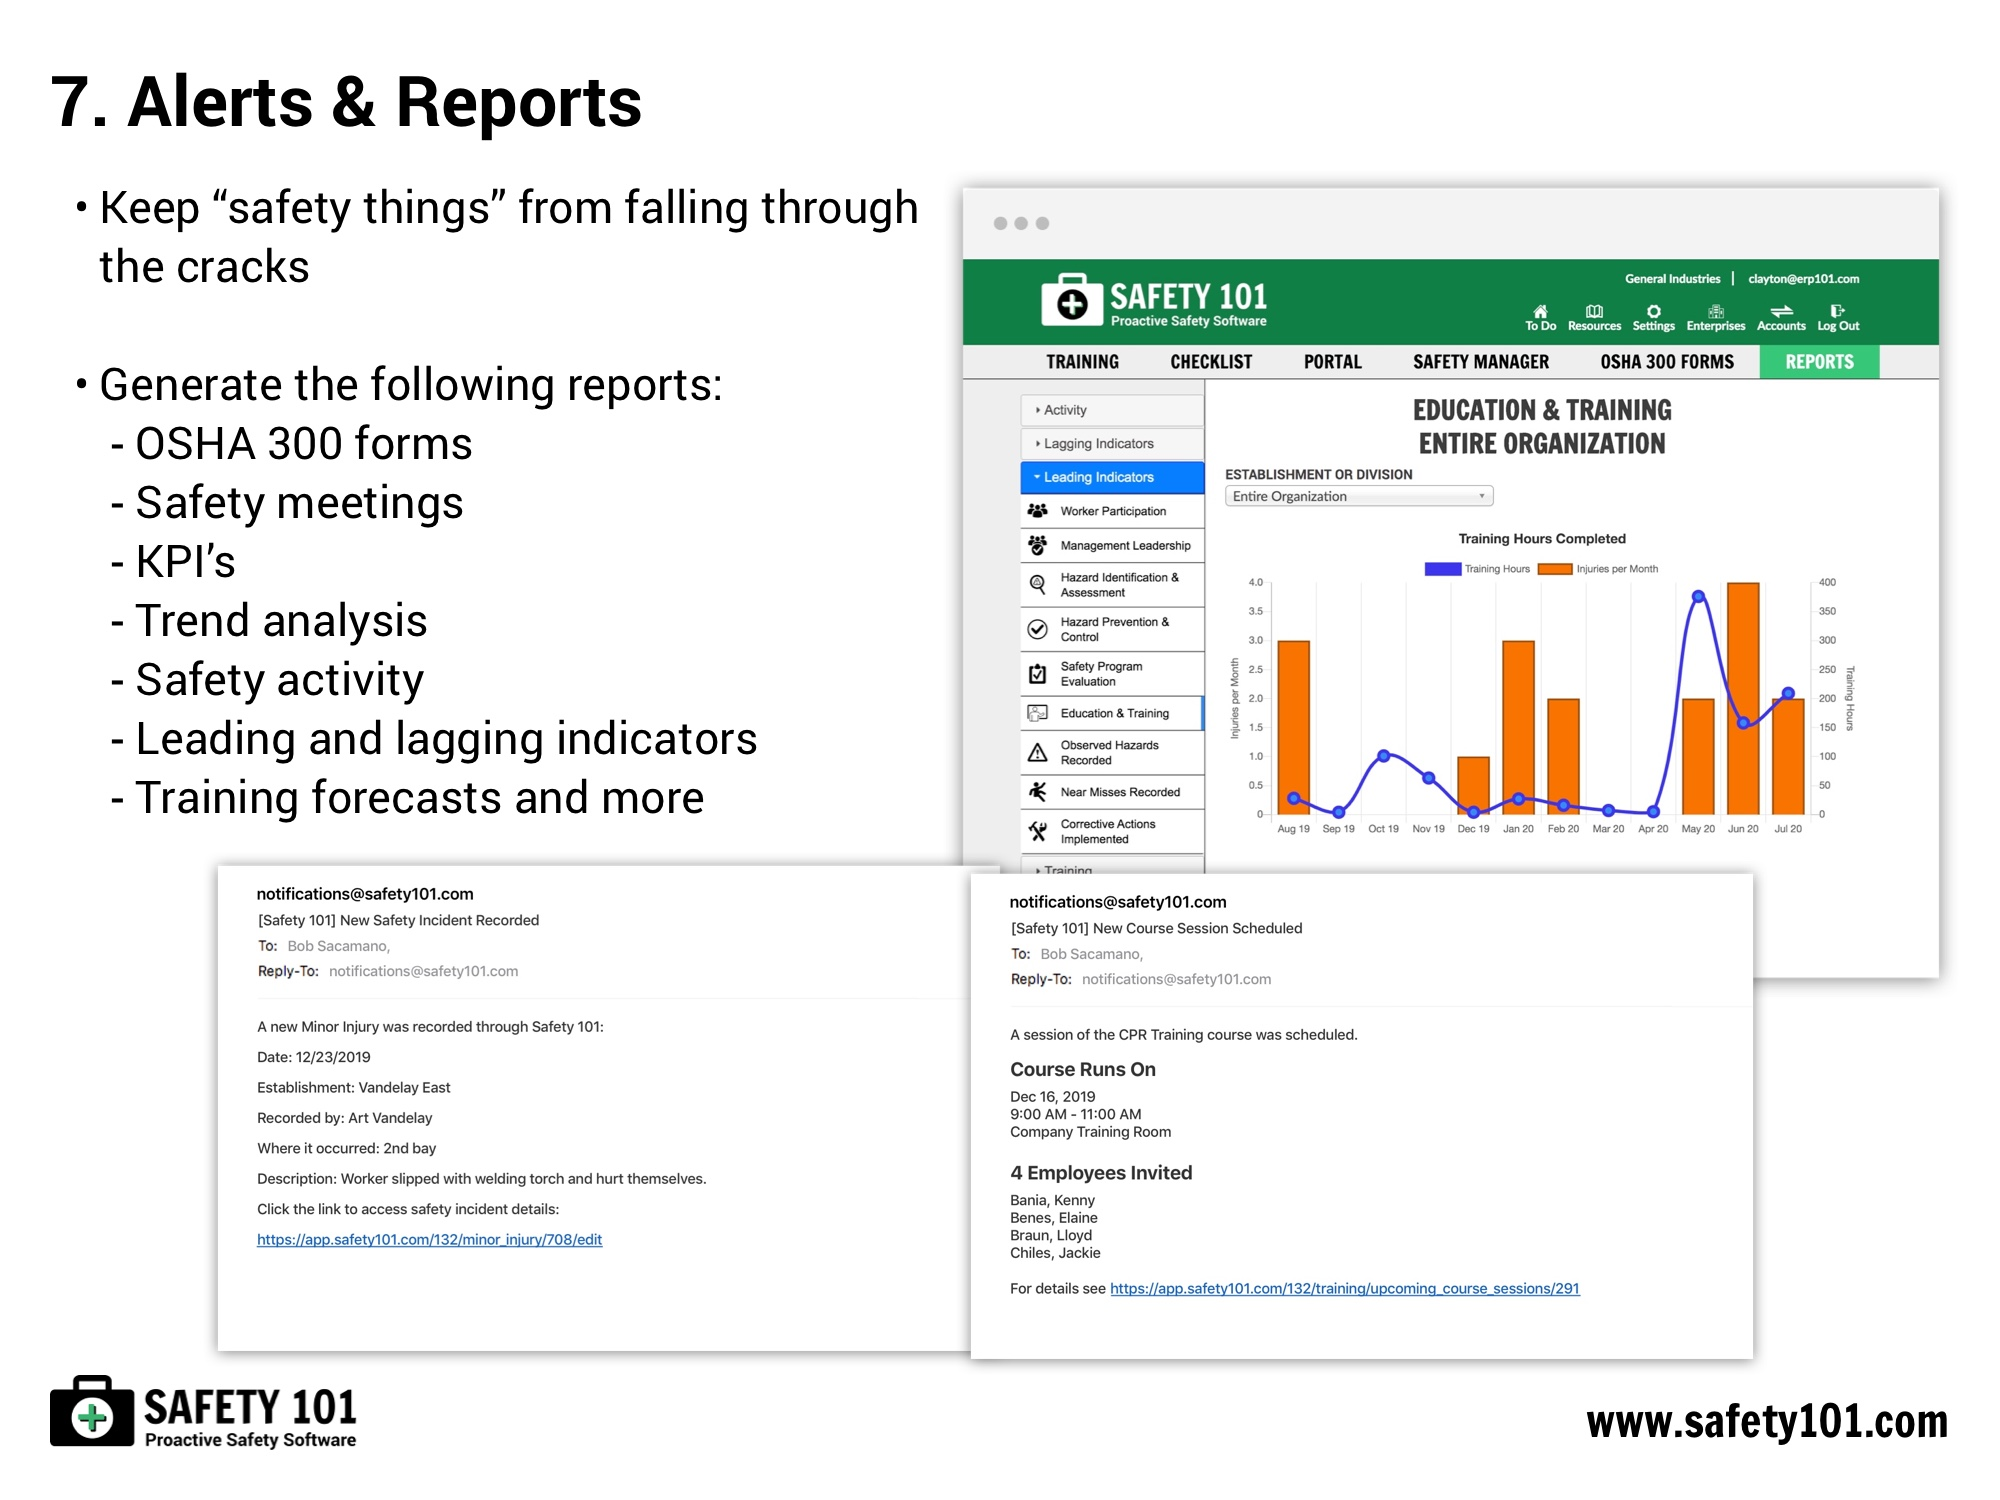 7. Alerts & Reports
• Keep “safety things” from falling through
the cracks
• Generate the following reports:
- OSHA 300 forms
- Safety meetings
- KPI’s
- Trend analysis
- Safety activity
- Leading and lagging indicators
- Training forecasts and more
SAFETY 101
Proactive Safety Software
General Industries | clayton@erp101.com
To Do Resources Settings Enterprises Accounts Log Out
TRAINING CHECKLIST PORTAL SAFETY MANAGER OSHA 300 FORMS REPORTS
Activity
Lagging Indicators
Leading Indicators
Worker Participation
Management Leadership
Hazard Identification &
Assessment
Hazard Prevention &
Control
Safety Program
Evaluation
Education & Training
Observed Hazards
Recorded
Near Misses Recorded
Corrective Actions
Implemented
Training
EDUCATION & TRAINING
ENTIRE ORGANIZATION
ESTABLISHMENT OR DIVISION
Entire Organization
Training Hours Completed
Training Hours Injuries per Month
4.0 400
3.5 350
3.0 300
2.5 250
2.0 200
1.5 150
1.0 100
0.5 50
0 0
Injuries per Month
Training Hours
Aug 19 Sep 19 Oct 19 Nov 19 Dec 19 Jan 20 Feb 20 Mar 20 Apr 20 May 20 Jun 20 Jul 20
notifications@safety101.com
[Safety 101] New Safety Incident Recorded
To: Bob Sacamano,
Reply-To: notifications@safety101.com
A new Minor Injury was recorded through Safety 101:
Date: 12/23/2019
Establishment: Vandelay East
Recorded by: Art Vandelay
Where it occurred: 2nd bay
Description: Worker slipped with welding torch and hurt themselves.
Click the link to access safety incident details:
https://app.safety101.com/132/minor_injury/708/edit
notifications@safety101.com
[Safety 101] New Course Session Scheduled
To: Bob Sacamano,
Reply-To: notifications@safety101.com
A session of the CPR Training course was scheduled.
Course Runs On
Dec 16, 2019
9:00 AM - 11:00 AM
Company Training Room
4 Employees Invited
Bania, Kenny
Benes, Elaine
Braun, Lloyd
Chiles, Jackie
For details see https://app.safety101.com/132/training/upcoming_course_sessions/291
SAFETY 101
Proactive Safety Software
www.safety101.com